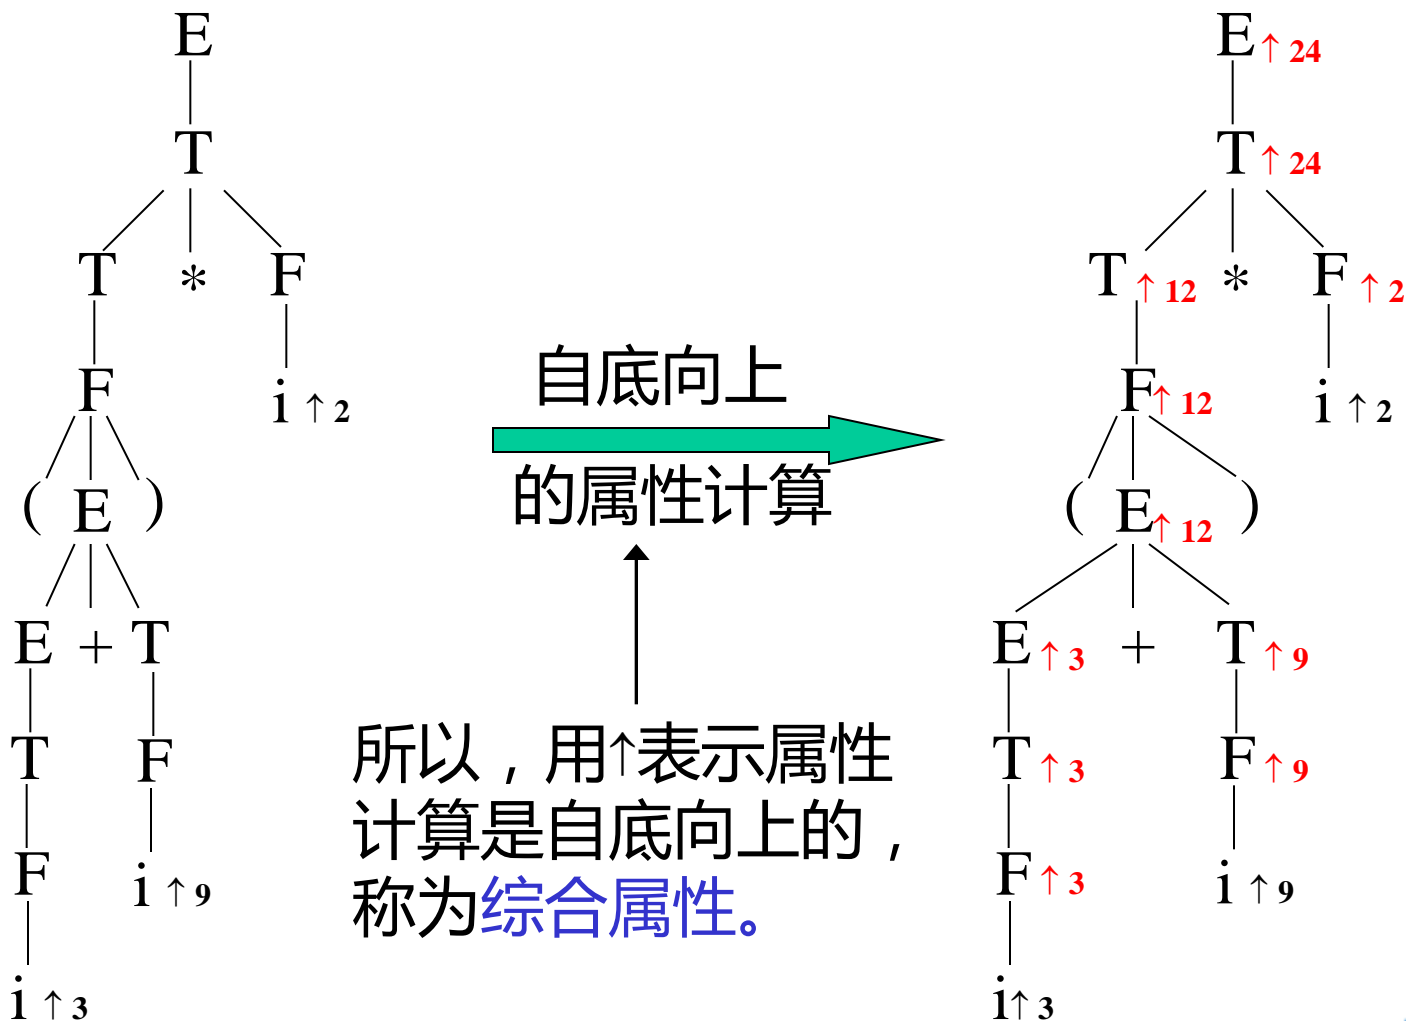 E
T
T * F
F i↑2
( E )
E + T
T F
F i↑9
i↑3
自底向上
的属性计算
所以，用↑表示属性
计算是自底向上的，
称为综合属性。
E↑24
T↑24
T↑12 * F↑2
F↑12 i↑2
( E↑12 )
E↑3 + T↑9
T↑3 F↑9
F↑3 i↑9
i↑3